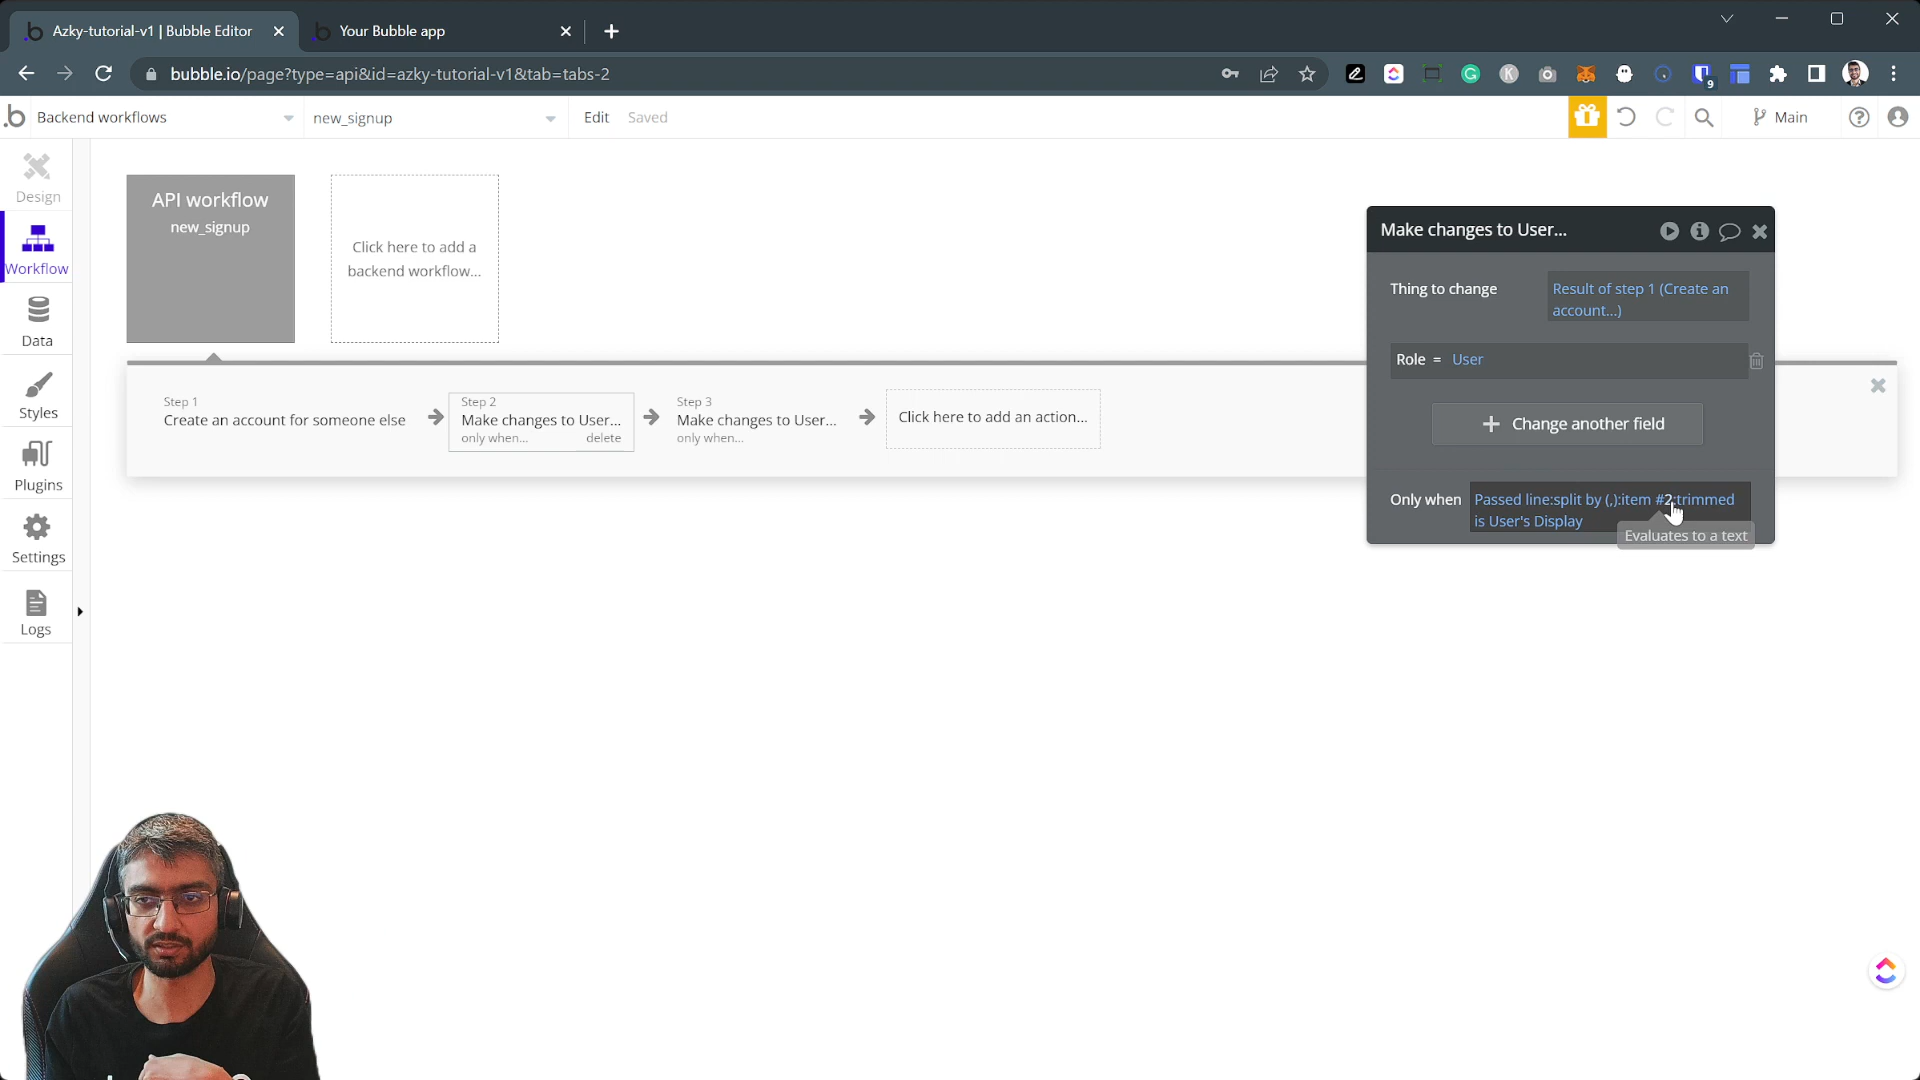 Azky-tutorial-v1 | Bubble Editor
Your Bubble app
bubble.io/page?type=api&id=azky-tutorial-v1&tab=tabs-2
9
Backend workflows
new_signup
Edit
Saved
Main
Design
Workflow
Data
Styles
Plugins
Settings
Logs
API workflow
new_signup
Click here to add a
backend workflow...
Step 1
Create an account for someone else
Step 2
Make changes to User...
only when...
delete
Step 3
Make changes to User...
only when...
Click here to add an action...
Make changes to User...
Thing to change
Result of step 1 (Create an
account...)
Role = User
Change another field
Only when
Passed line:split by (,):item #2:trimmed
is User's Display
Evaluates to a text